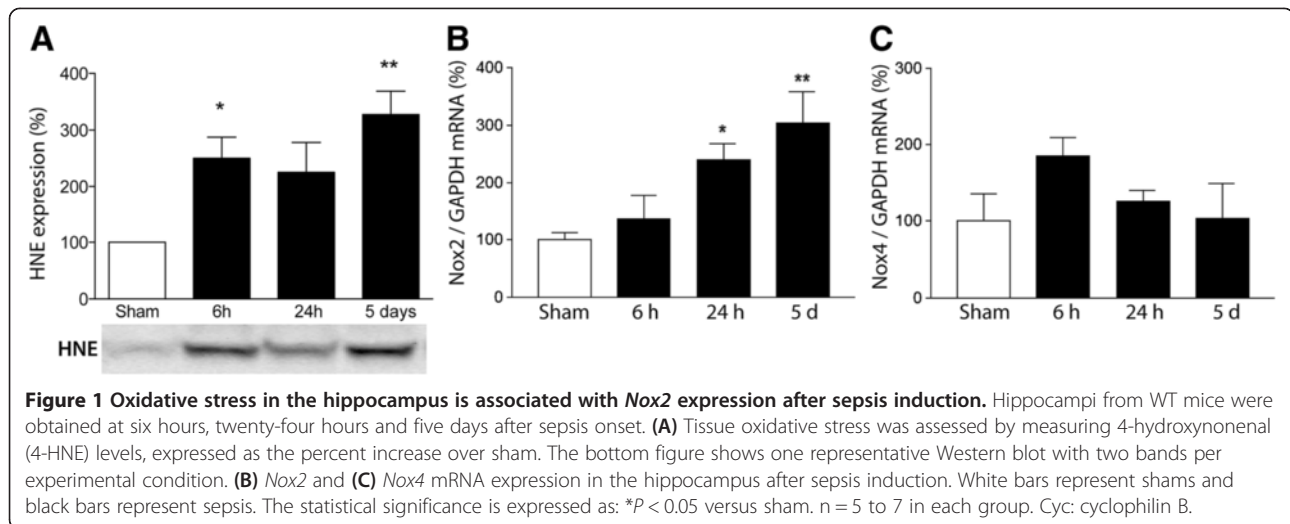 A
B
C
HNE expression (%)
400
300
200
100
0
*
**
Sham 6h 24h 5 days
HNE
Nox2 / GAPDH mRNA (%)
400
300
200
100
0
*
**
Sham 6 h 24 h 5 d
Nox4 / GAPDH mRNA (%)
300
200
100
0
Sham 6 h 24 h 5 d
Figure 1 Oxidative stress in the hippocampus is associated with Nox2 expression after sepsis induction. Hippocampi from WT mice were
obtained at six hours, twenty-four hours and five days after sepsis onset. (A) Tissue oxidative stress was assessed by measuring 4-hydroxynonenal
(4-HNE) levels, expressed as the percent increase over sham. The bottom figure shows one representative Western blot with two bands per
experimental condition. (B) Nox2 and (C) Nox4 mRNA expression in the hippocampus after sepsis induction. White bars represent shams and
black bars represent sepsis. The statistical significance is expressed as: *P < 0.05 versus sham. n = 5 to 7 in each group. Cyc: cyclophilin B.